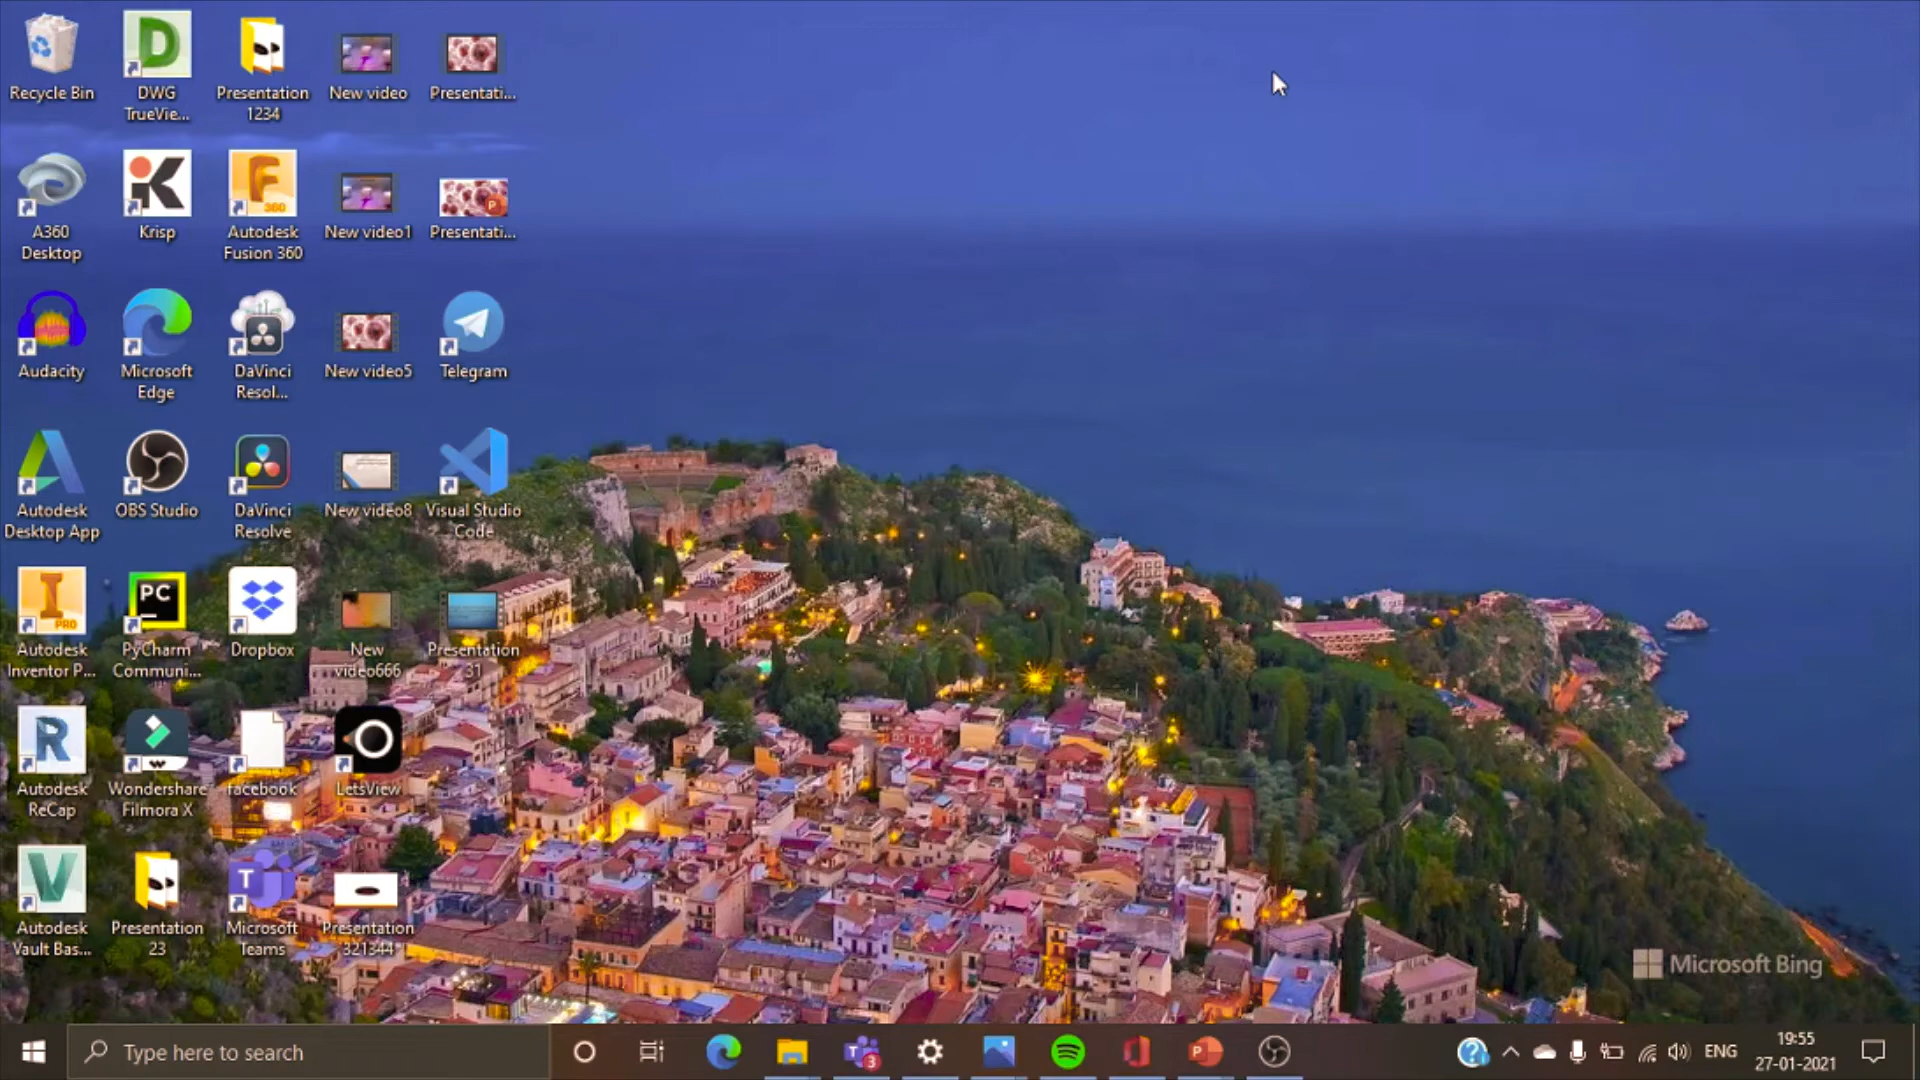 Recycle Bin
DWG
TrueVie...
Presentation
1234
New video
Presentati...
A360
Desktop
Krisp
Autodesk
Fusion 360
New video1
Presentati...
Audacity
Microsoft
Edge
DaVinci
Resol...
New video5
Telegram
Autodesk
Desktop App
OBS Studio
DaVinci
Resolve
New video8
Visual Studio
Code
Autodesk
Inventor P...
PyCharm
Communi...
Dropbox
New
video666
Presentation
31
Autodesk
ReCap
Wondershare
Filmora X
facebook
LetsView
Autodesk
Vault Bas...
Presentation
23
Microsoft
Teams
Presentation
321344
Microsoft Bing
Type here to search
3
ENG
19:55
27-01-2021